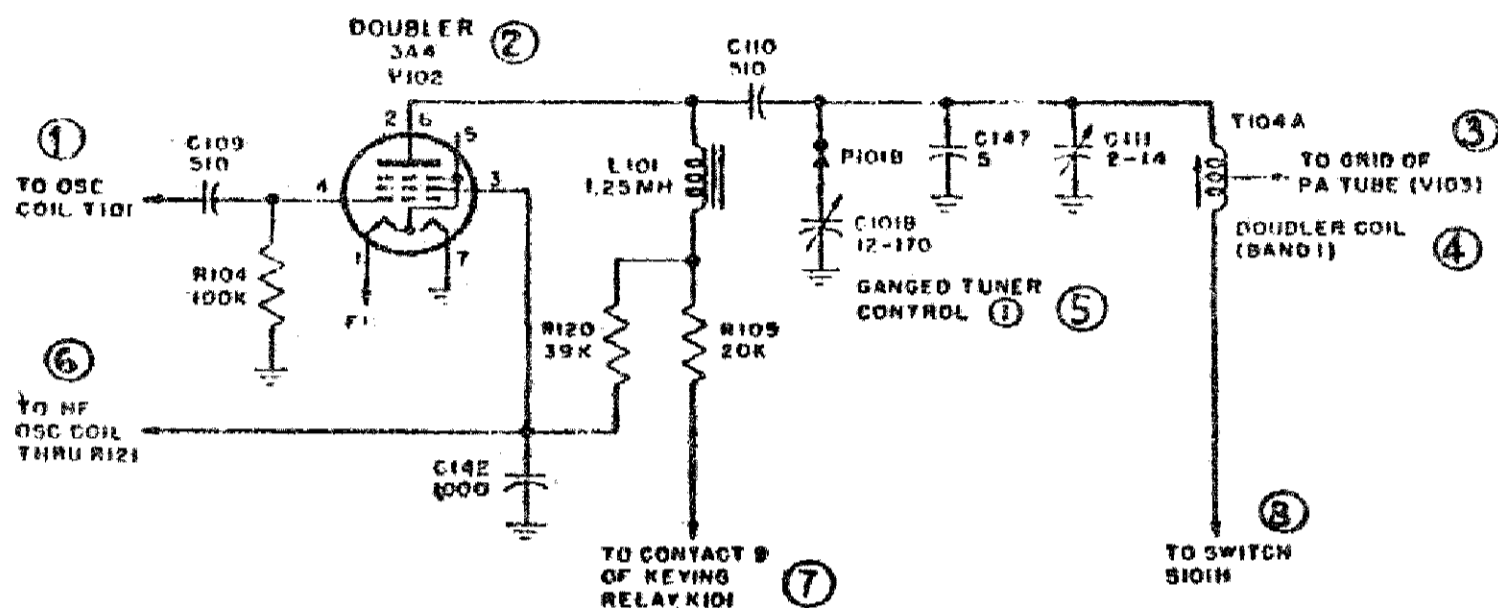 DOUBLER
3A4
V102
②
C110
510
①
C109
510
TO OSC
COIL T101
2
6
5
4
3
1
7
F1
R104
100K
L101
1.25 MH
P101B
C101B
12-170
C147
5
C111
2-14
T104A
③
TO GRID OF
PA TUBE (V103)
DOUDLER COIL
(BAND 1)
④
GANGED TUNER
CONTROL ①
⑤
R120
39K
R105
20K
⑥
TO HF
OSC COIL
THRU R121
C142
1000
TO CONTACT 9
OF KEYING
RELAY K101
⑦
⑧
TO SWITCH
S101H